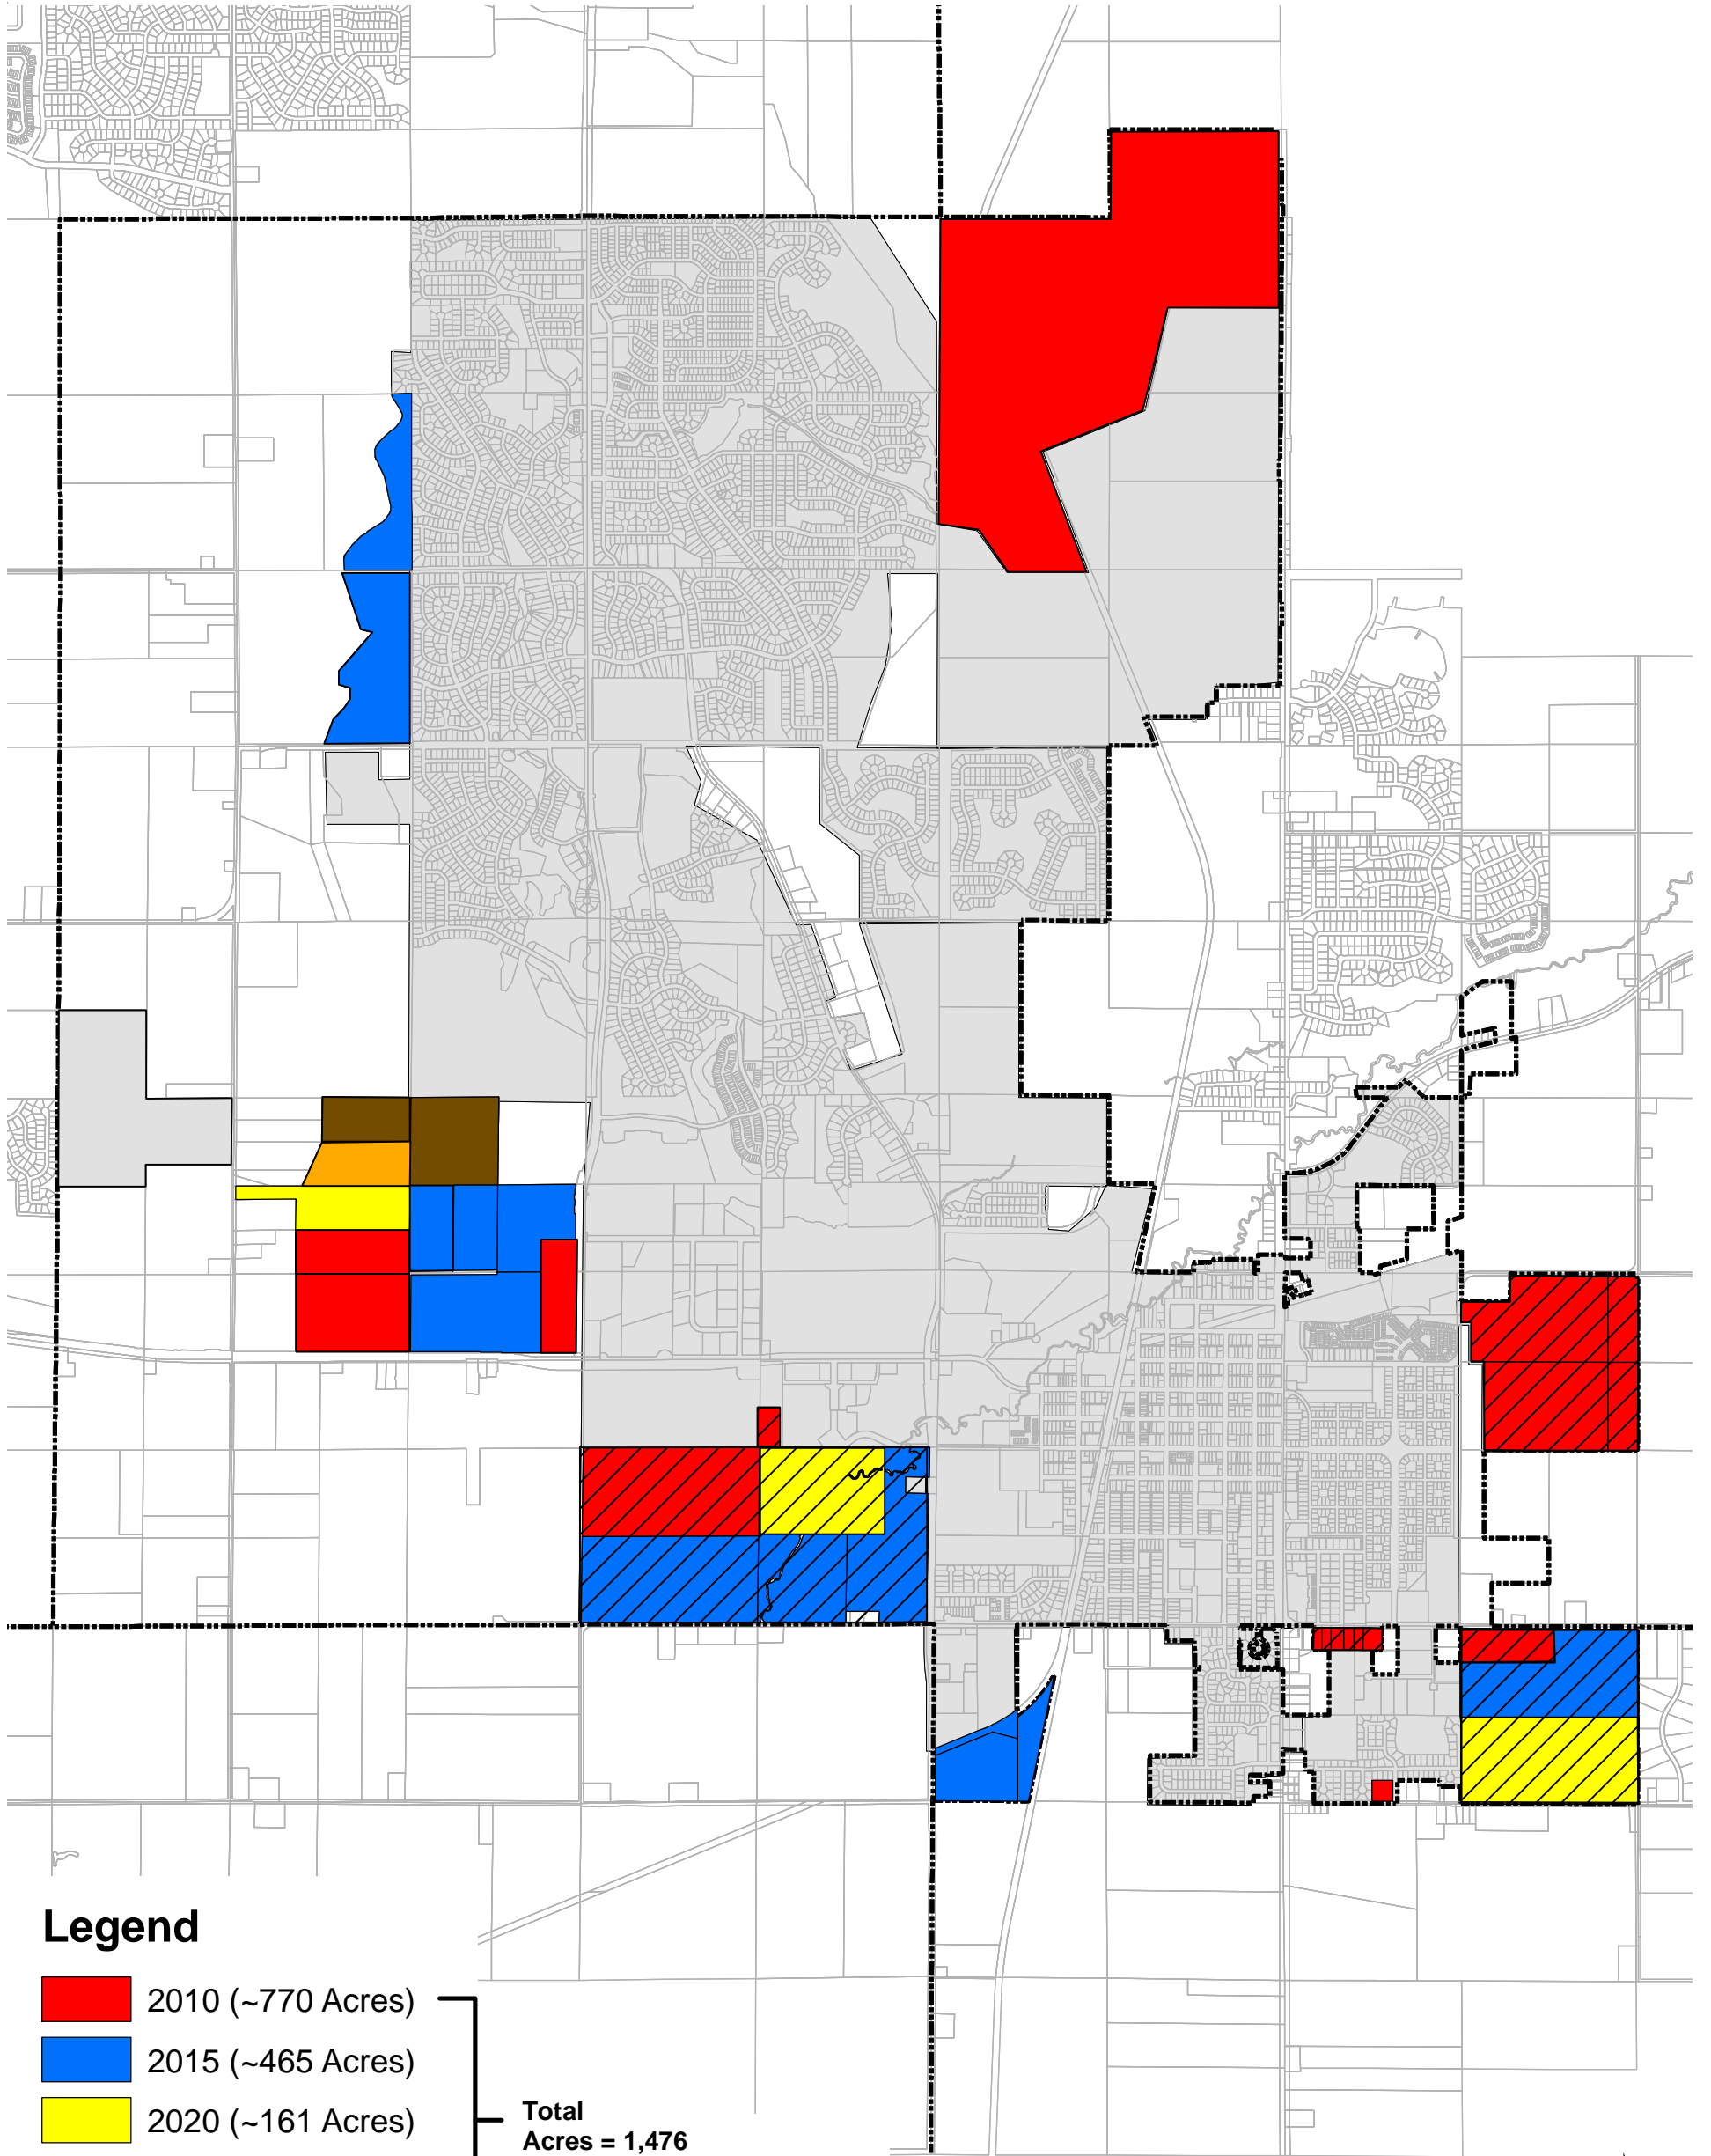 Legend
2010 (~770 Acres)
2015 (~465 Acres)
2020 (~161 Acres)
Total
Acres = 1,476